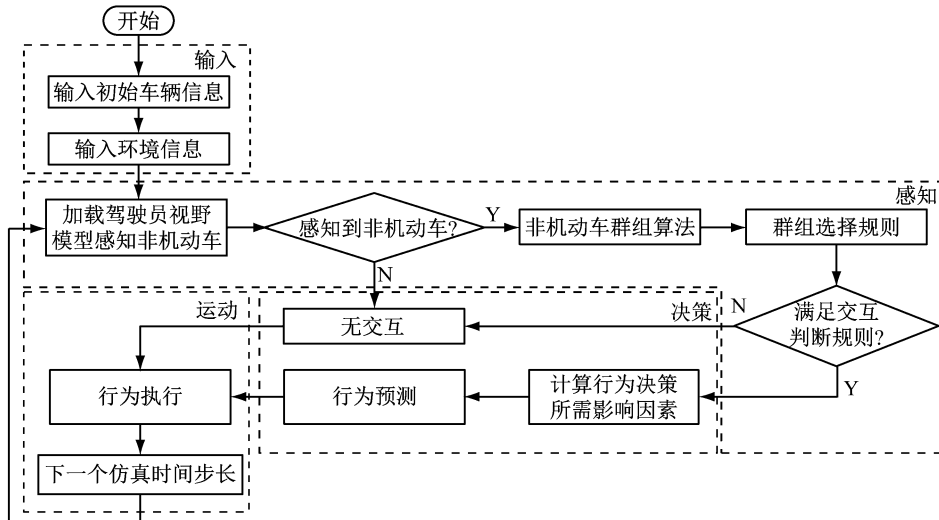 开始
输入
输入初始车辆信息
输入环境信息
感知
加载驾驶员视野
模型感知非机动车
感知到非机动车?
Y
非机动车群组算法
群组选择规则
N
运动
无交互
决策
N
满足交互
判断规则?
行为执行
行为预测
计算行为决策
所需影响因素
Y
下一个仿真时间步长